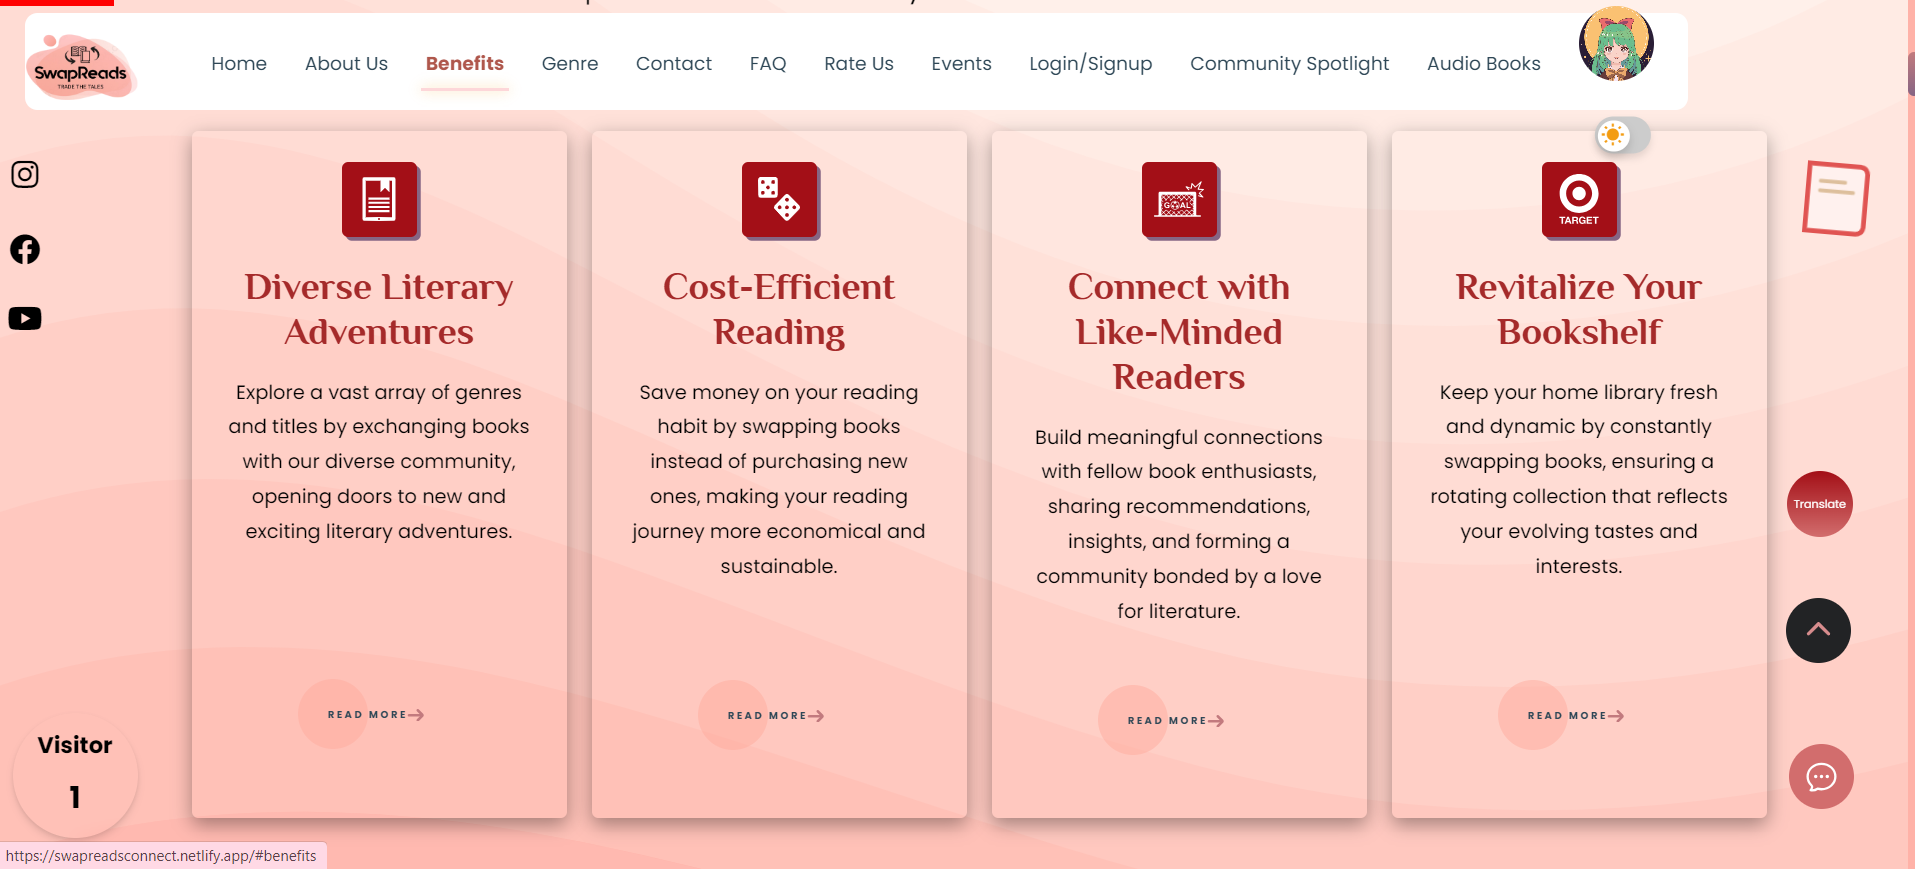 SwapReads
TRADE THE TALES
Home About Us Benefits Genre Contact FAQ Rate Us Events Login/Signup Community Spotlight Audio Books
GOAL
TARGET
Diverse Literary
Adventures
Explore a vast array of genres
and titles by exchanging books
with our diverse community,
opening doors to new and
exciting literary adventures.
READ MORE
Cost-Efficient
Reading
Save money on your reading
habit by swapping books
instead of purchasing new
ones, making your reading
journey more economical and
sustainable.
READ MORE
Connect with
Like-Minded
Readers
Build meaningful connections
with fellow book enthusiasts,
sharing recommendations,
insights, and forming a
community bonded by a love
for literature.
READ MORE
Revitalize Your
Bookshelf
Keep your home library fresh
and dynamic by constantly
swapping books, ensuring a
rotating collection that reflects
your evolving tastes and
interests.
READ MORE
Translate
Visitor
1
https://swapreadsconnect.netlify.app/#benefits